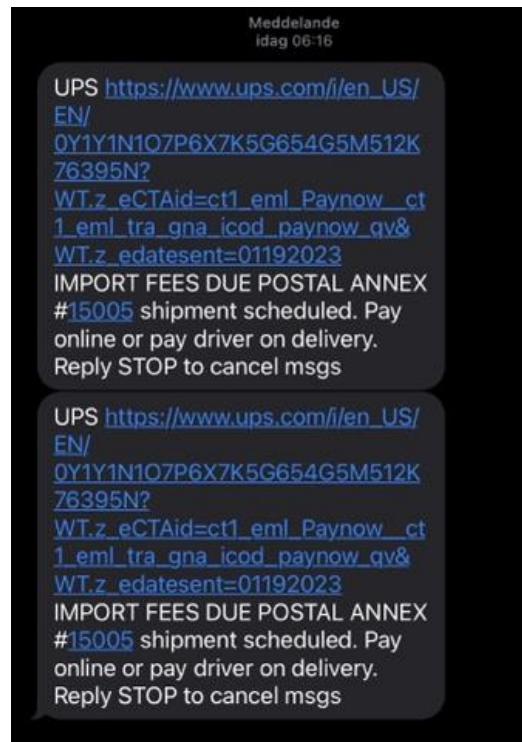 Meddelande
idag 06:16
UPS https://www.ups.com/i/en_US/
EN/
0Y1Y1N1O7P6X7K5G654G5M512K
76395N?
WT.z_eCTAid=ct1_eml_Paynow__ct
1_eml_tra_gna_icod_paynow_qv&
WT.z_edatesent=01192023
IMPORT FEES DUE POSTAL ANNEX
#15005 shipment scheduled. Pay
online or pay driver on delivery.
Reply STOP to cancel msgs
UPS https://www.ups.com/i/en_US/
EN/
0Y1Y1N1O7P6X7K5G654G5M512K
76395N?
WT.z_eCTAid=ct1_eml_Paynow__ct
1_eml_tra_gna_icod_paynow_qv&
WT.z_edatesent=01192023
IMPORT FEES DUE POSTAL ANNEX
#15005 shipment scheduled. Pay
online or pay driver on delivery.
Reply STOP to cancel msgs